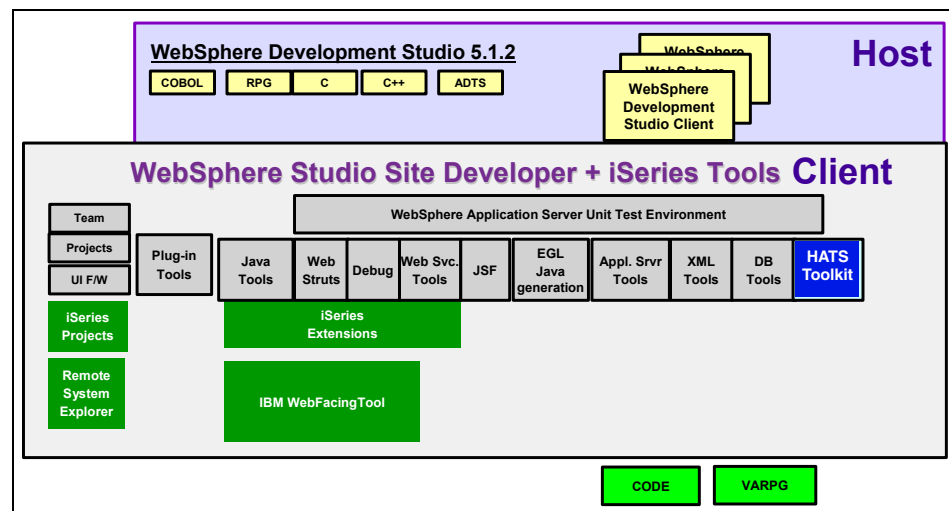 WebSphere Development Studio 5.1.2
Host
COBOL
RPG
C
C++
ADTS
WebSphere
WebSphere
WebSphere
Development
Studio Client
WebSphere Studio Site Developer + iSeries Tools Client
Team
Projects
UI F/W
Plug-in
Tools
WebSphere Application Server Unit Test Environment
Java
Tools
Web
Struts
Debug
Web Svc.
Tools
JSF
EGL
Java
generation
Appl. Srvr
Tools
XML
Tools
DB
Tools
HATS
Toolkit
iSeries
Projects
iSeries
Extensions
Remote
System
Explorer
IBM WebFacingTool
CODE
VARPG